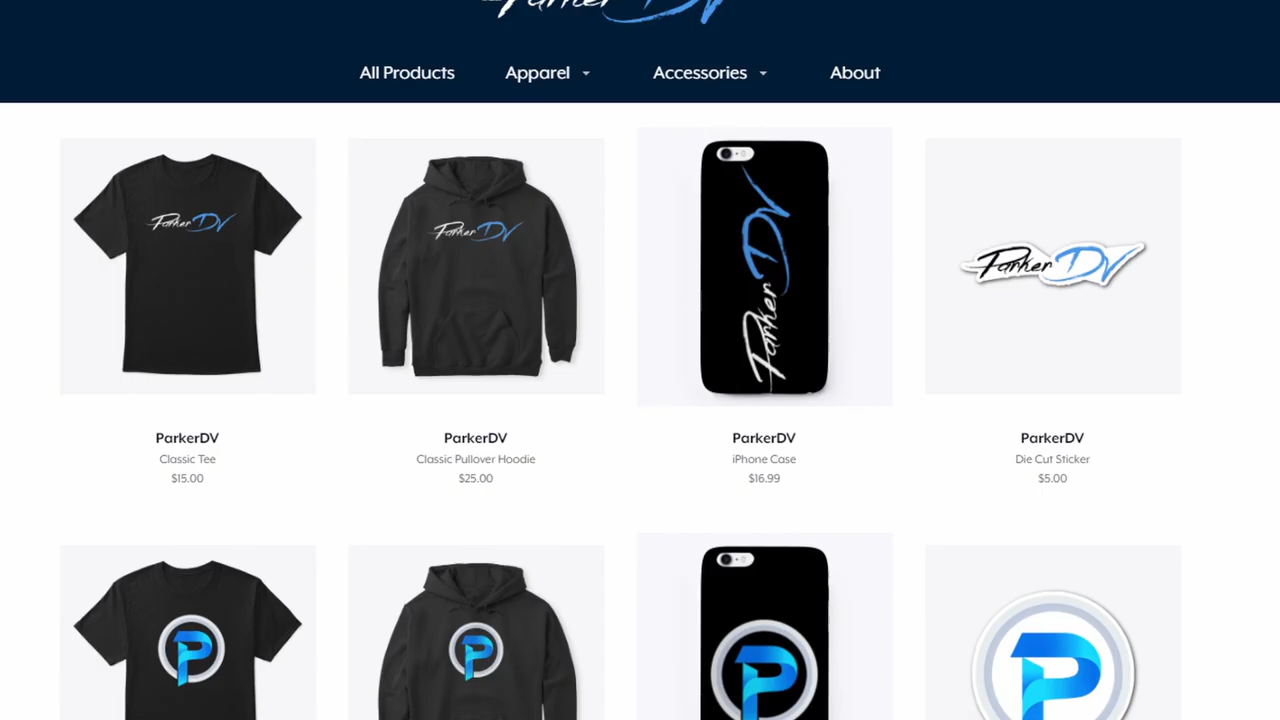 ParkerDV
All Products Apparel Accessories About
ParkerDV
ParkerDV
ParkerDV
ParkerDV
ParkerDV ParkerDV ParkerDV ParkerDV
Classic Tee Classic Pullover Hoodie iPhone Case Die Cut Sticker
$15.00 $25.00 $16.99 $5.00
P
P
P
P